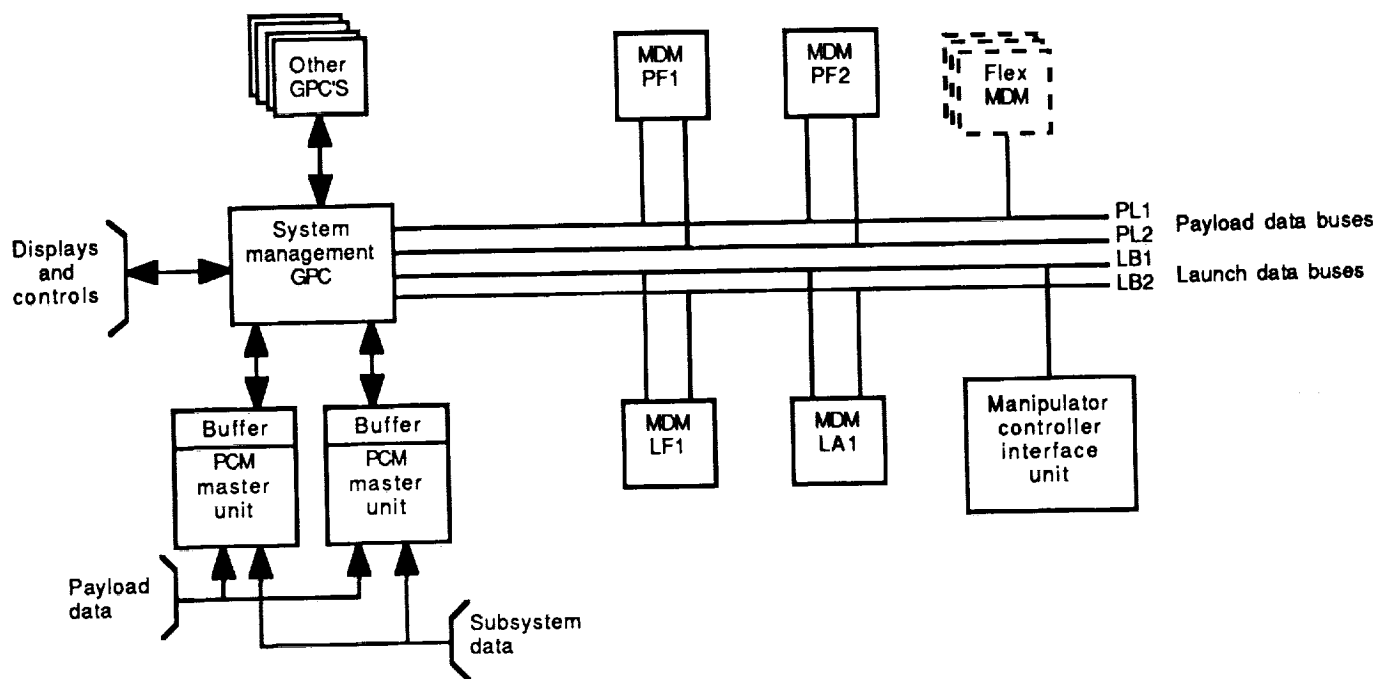 Other
GPC'S
MDM
PF1
MDM
PF2
Flex
MDM
Displays
and
controls
System
management
GPC
PL1
PL2
Payload data buses
LB1
LB2
Launch data buses
Buffer
PCM
master
unit
Buffer
PCM
master
unit
MDM
LF1
MDM
LA1
Manipulator
controller
interface
unit
Payload
data
Subsystem
data